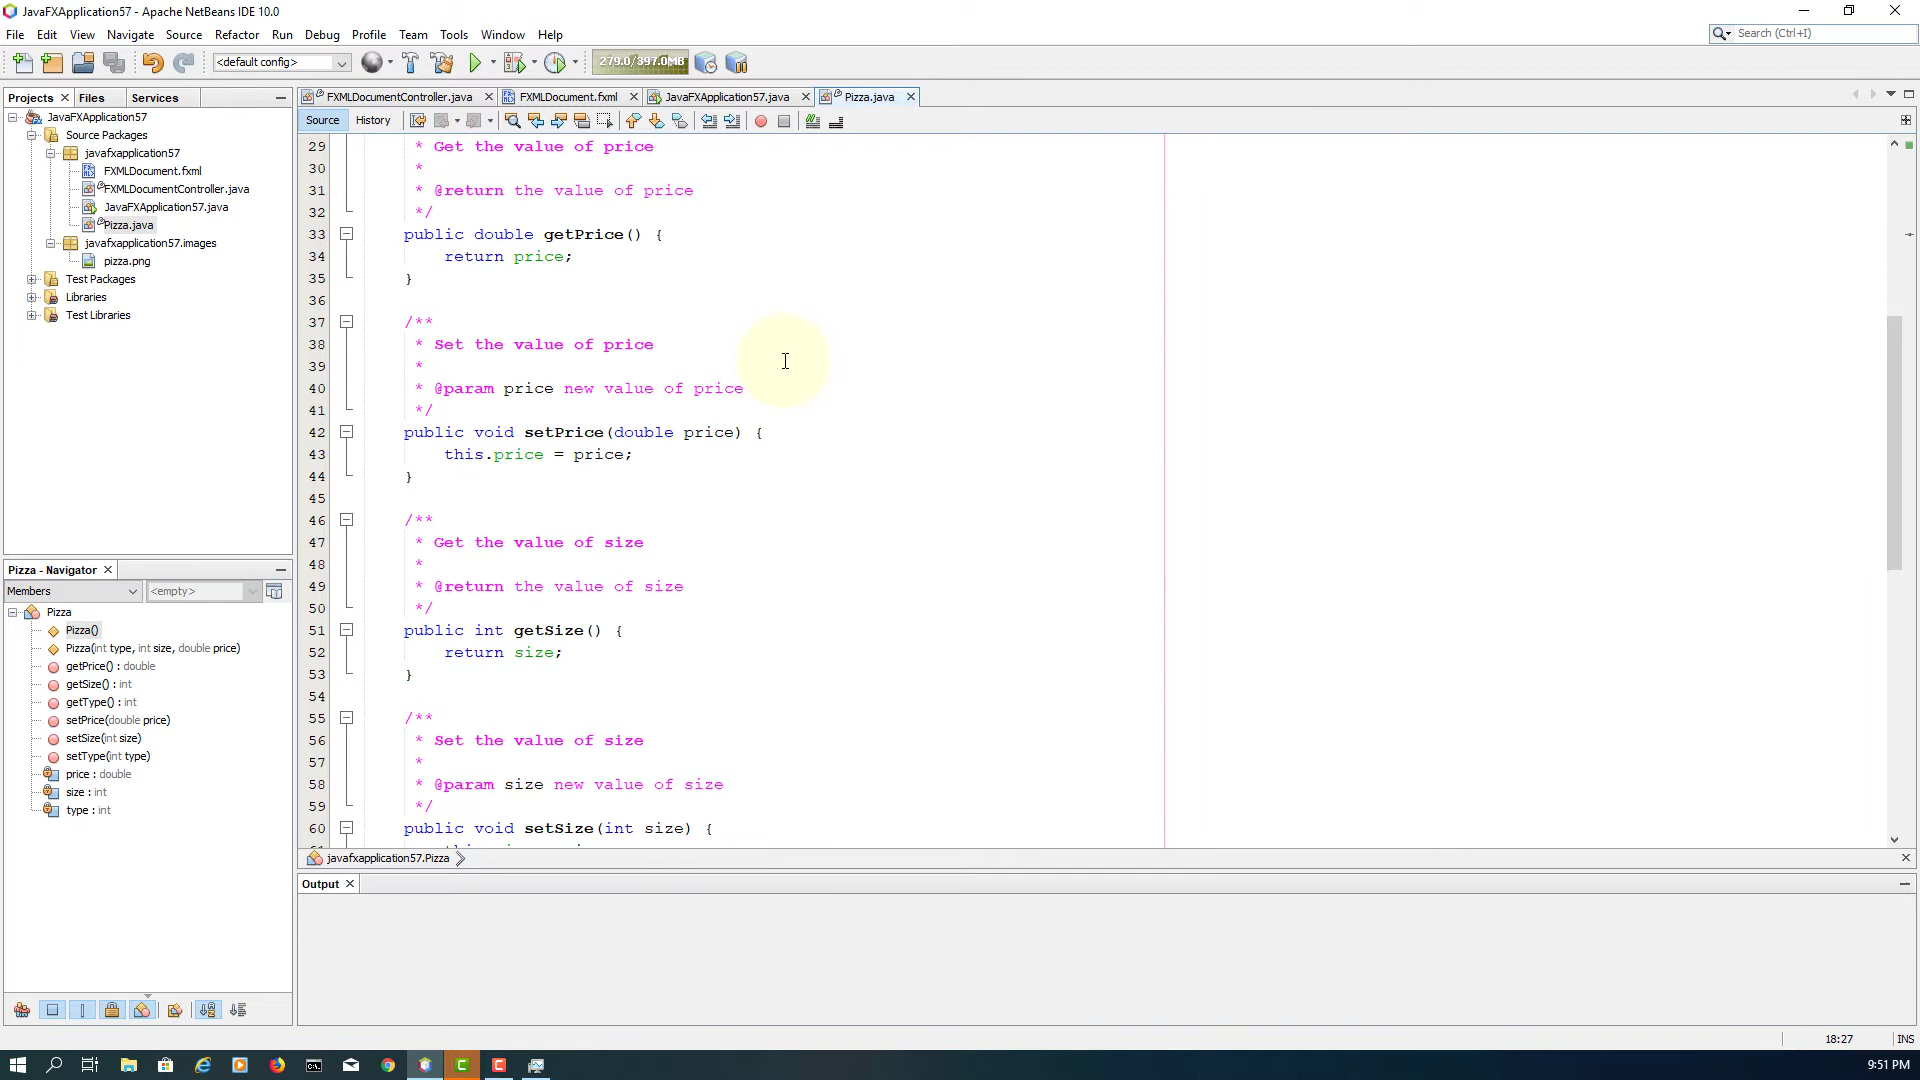 JavaFXApplication57 - Apache NetBeans IDE 10.0
File Edit View Navigate Source Refactor Run Debug Profile Team Tools Window Help
Search (Ctrl+I)
<default config>
279.0/397.0MB
Projects Files Services
FXMLDocumentController.java FXMLDocument.fxml JavaFXApplication57.java Pizza.java
Source History
JavaFXApplication57
Source Packages
javafxapplication57
FXMLDocument.fxml
FXMLDocumentController.java
JavaFXApplication57.java
Pizza.java
javafxapplication57.images
pizza.png
Test Packages
Libraries
Test Libraries
Pizza - Navigator
Members <empty>
Pizza
Pizza()
Pizza(int type, int size, double price)
getPrice() : double
getSize() : int
getType() : int
setPrice(double price)
setSize(int size)
setType(int type)
price : double
size : int
type : int
29 * Get the value of price
30 *
31 * @return the value of price
32 */
33 public double getPrice() {
34 return price;
35 }
36
37 /**
38 * Set the value of price
39 *
40 * @param price new value of price
41 */
42 public void setPrice(double price) {
43 this.price = price;
44 }
45
46 /**
47 * Get the value of size
48 *
49 * @return the value of size
50 */
51 public int getSize() {
52 return size;
53 }
54
55 /**
56 * Set the value of size
57 *
58 * @param size new value of size
59 */
60 public void setSize(int size) {
javafxapplication57.Pizza
Output
18:27 INS
9:51 PM